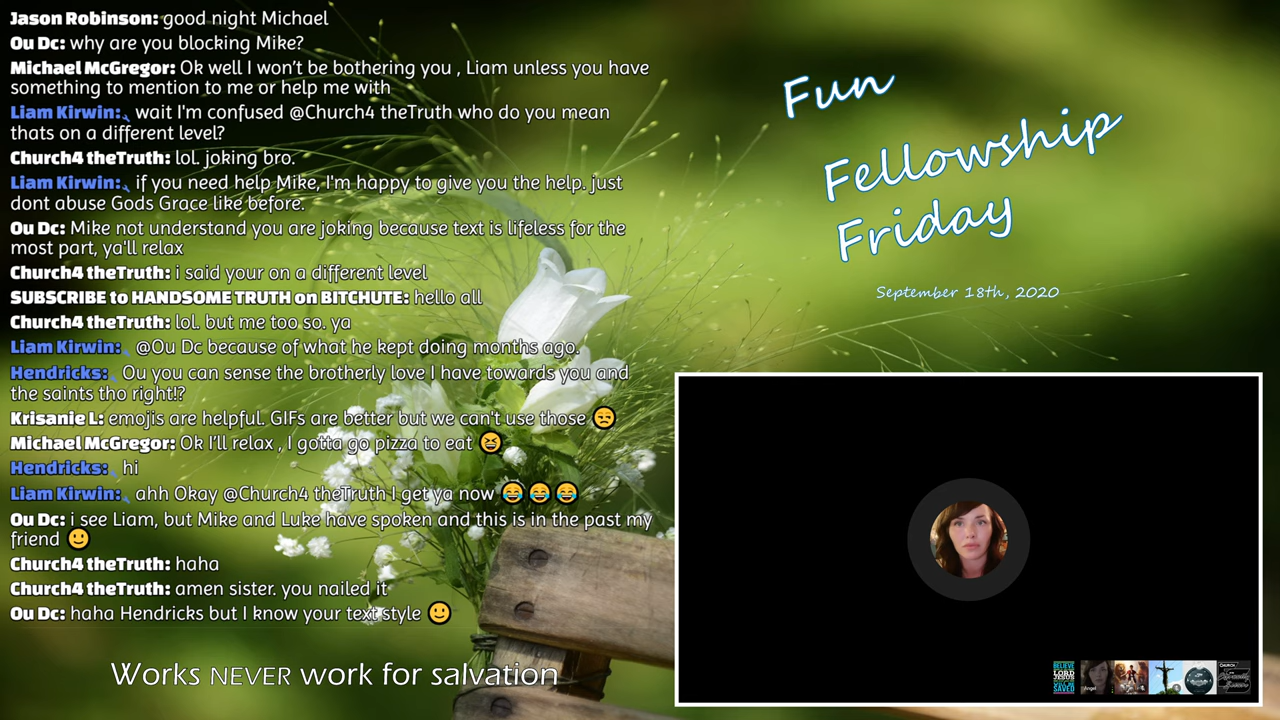 Jason Robinson: good night Michael
Ou Dc: why are you blocking Mike?
Michael McGregor: Ok well I won't be bothering you , Liam unless you have
something to mention to me or help me with
Liam Kirwin: wait I'm confused @Church4 theTruth who do you mean
thats on a different level?
Church4 theTruth: lol. joking bro.
Liam Kirwin: if you need help Mike, I'm happy to give you the help. just
dont abuse Gods Grace like before.
Ou Dc: Mike not understand you are joking because text is lifeless for the
most part, ya'll relax
Church4 theTruth: i said your on a different level
SUBSCRIBE to HANDSOME TRUTH on BITCHUTE: hello all
Church4 theTruth: lol. but me too so. ya
Liam Kirwin: @Ou Dc because of what he kept doing months ago.
Hendricks: Ou you can sense the brotherly love I have towards you and
the saints tho right!?
Krisanie L: emojis are helpful. GIFs are better but we can't use those 😒
Michael McGregor: Ok I'll relax , I gotta go pizza to eat 😆
Hendricks: hi
Liam Kirwin: ahh Okay @Church4 theTruth I get ya now 😂 😂 😂
Ou Dc: i see Liam, but Mike and Luke have spoken and this is in the past my
friend 🙂
Church4 theTruth: haha
Church4 theTruth: amen sister. you nailed it
Ou Dc: haha Hendricks but I know your text style 🙂
Works NEVER work for salvation
Fun
Fellowship
Friday
September 18th, 2020
BELIEVE
LORD
JESUS
SAVED
Angel
CHURCH